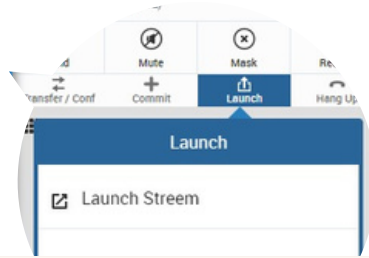 Mute Mask
Transfer / Conf Commit Launch Hang Up
Launch
Launch Streem